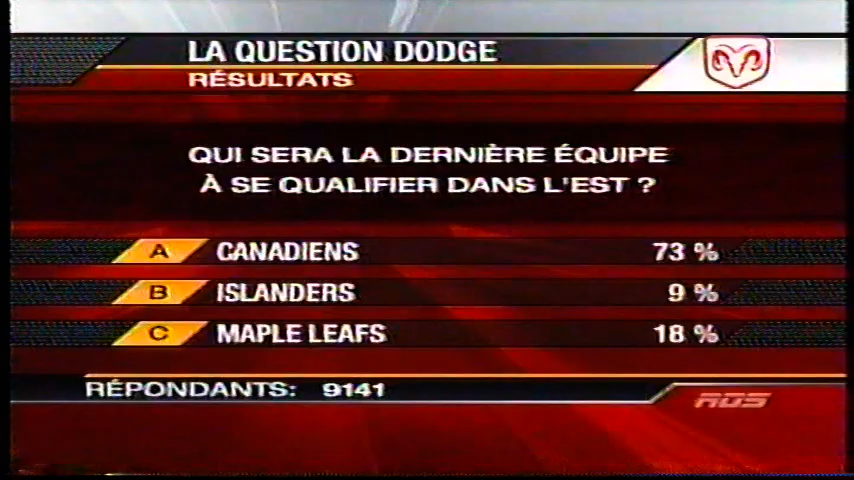 LA QUESTION DODGE
RÉSULTATS
QUI SERA LA DERNIÈRE ÉQUIPE
À SE QUALIFIER DANS L'EST ?
A CANADIENS 73 %
B ISLANDERS 9 %
C MAPLE LEAFS 18 %
RÉPONDANTS: 9141
RDS